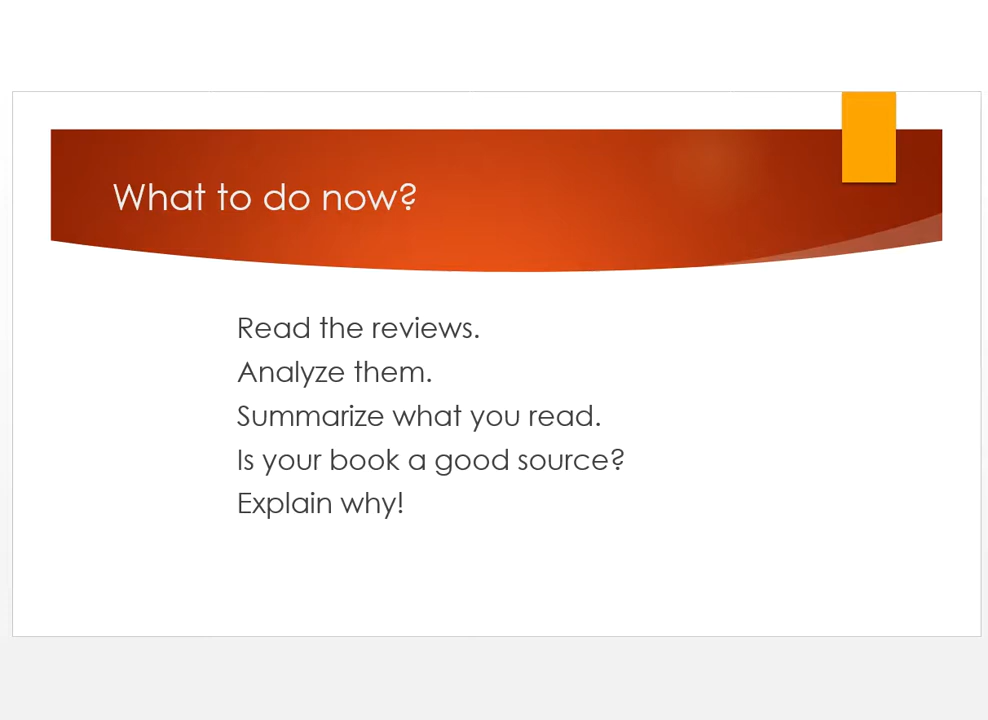 What to do now?
Read the reviews.
Analyze them.
Summarize what you read.
Is your book a good source?
Explain why!